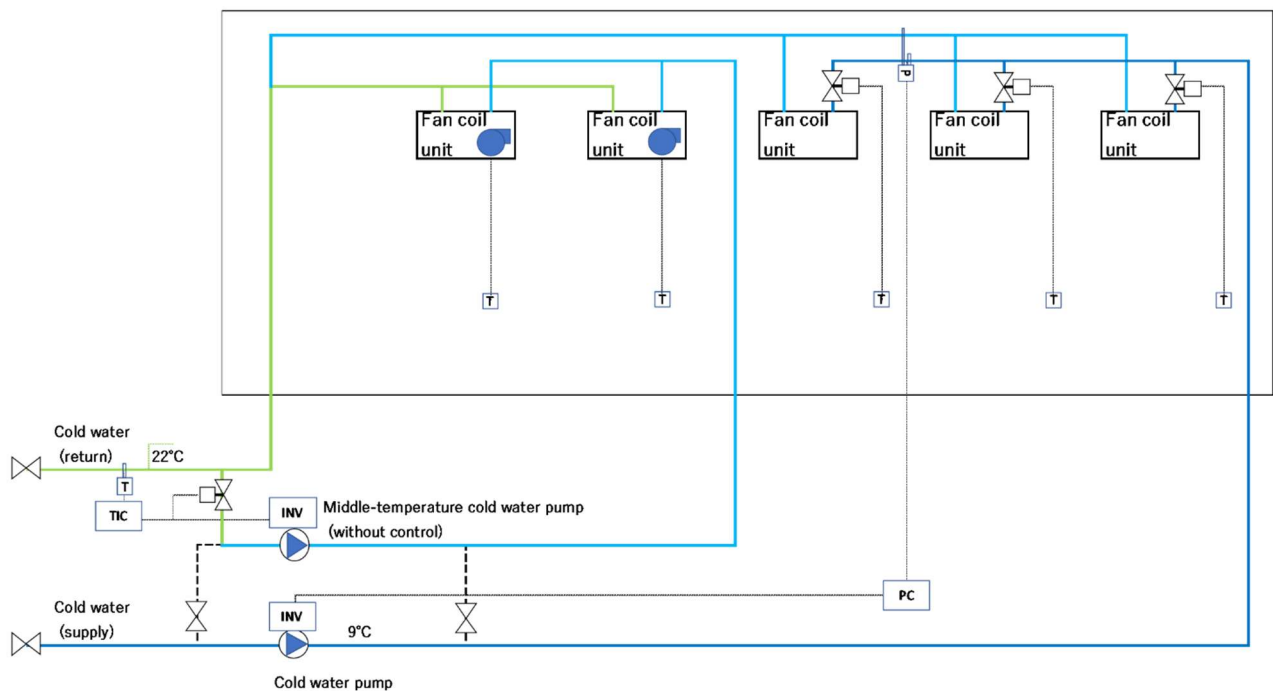 P
Fan coil
unit
Fan coil
unit
Fan coil
unit
Fan coil
unit
Fan coil
unit
T
T
T
T
T
Cold water
(return)
22°C
T
TIC
INV
Middle-temperature cold water pump
(without control)
PC
Cold water
(supply)
INV
9°C
Cold water pump